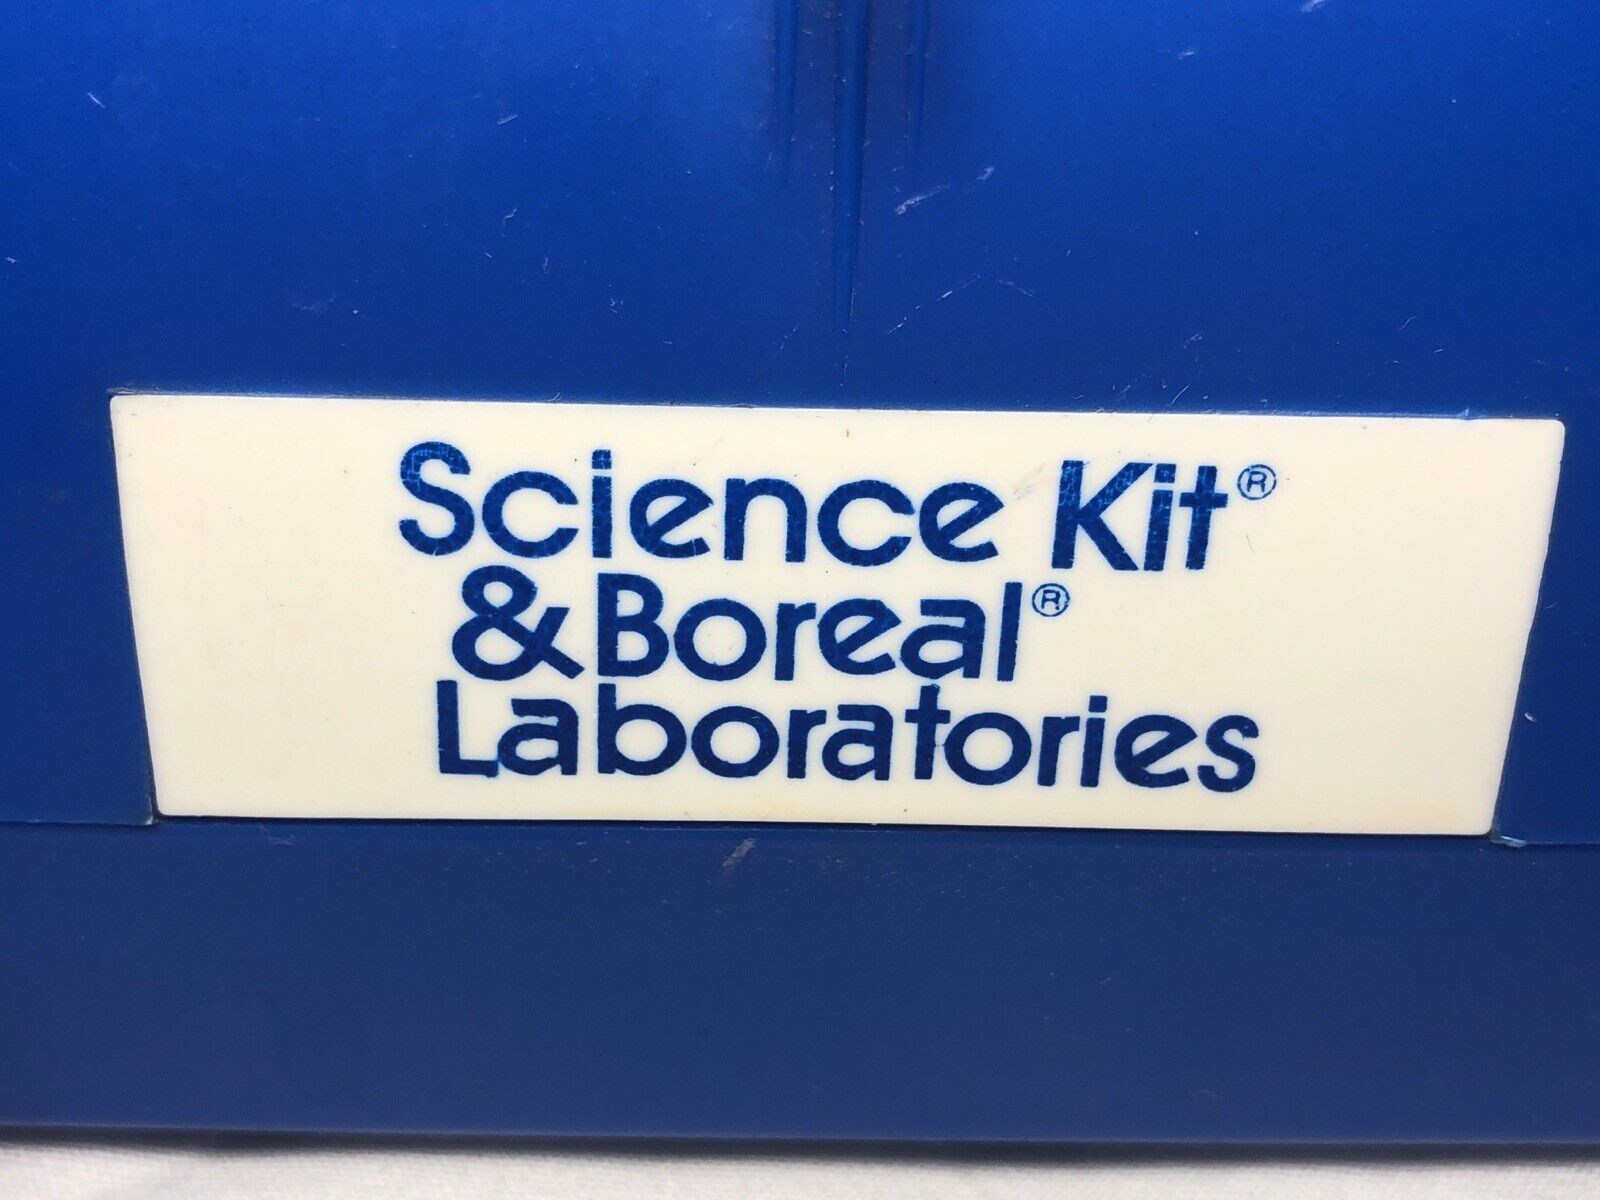 Science Kit®
& Boreal®
Laboratories